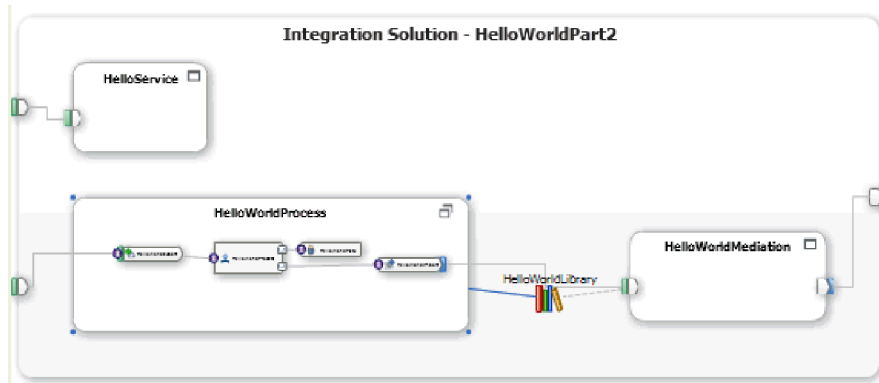 Integration Solution - HelloWorldPart2
HelloService
HelloWorldProcess
HelloWorldMediation
HelloWorldLibrary